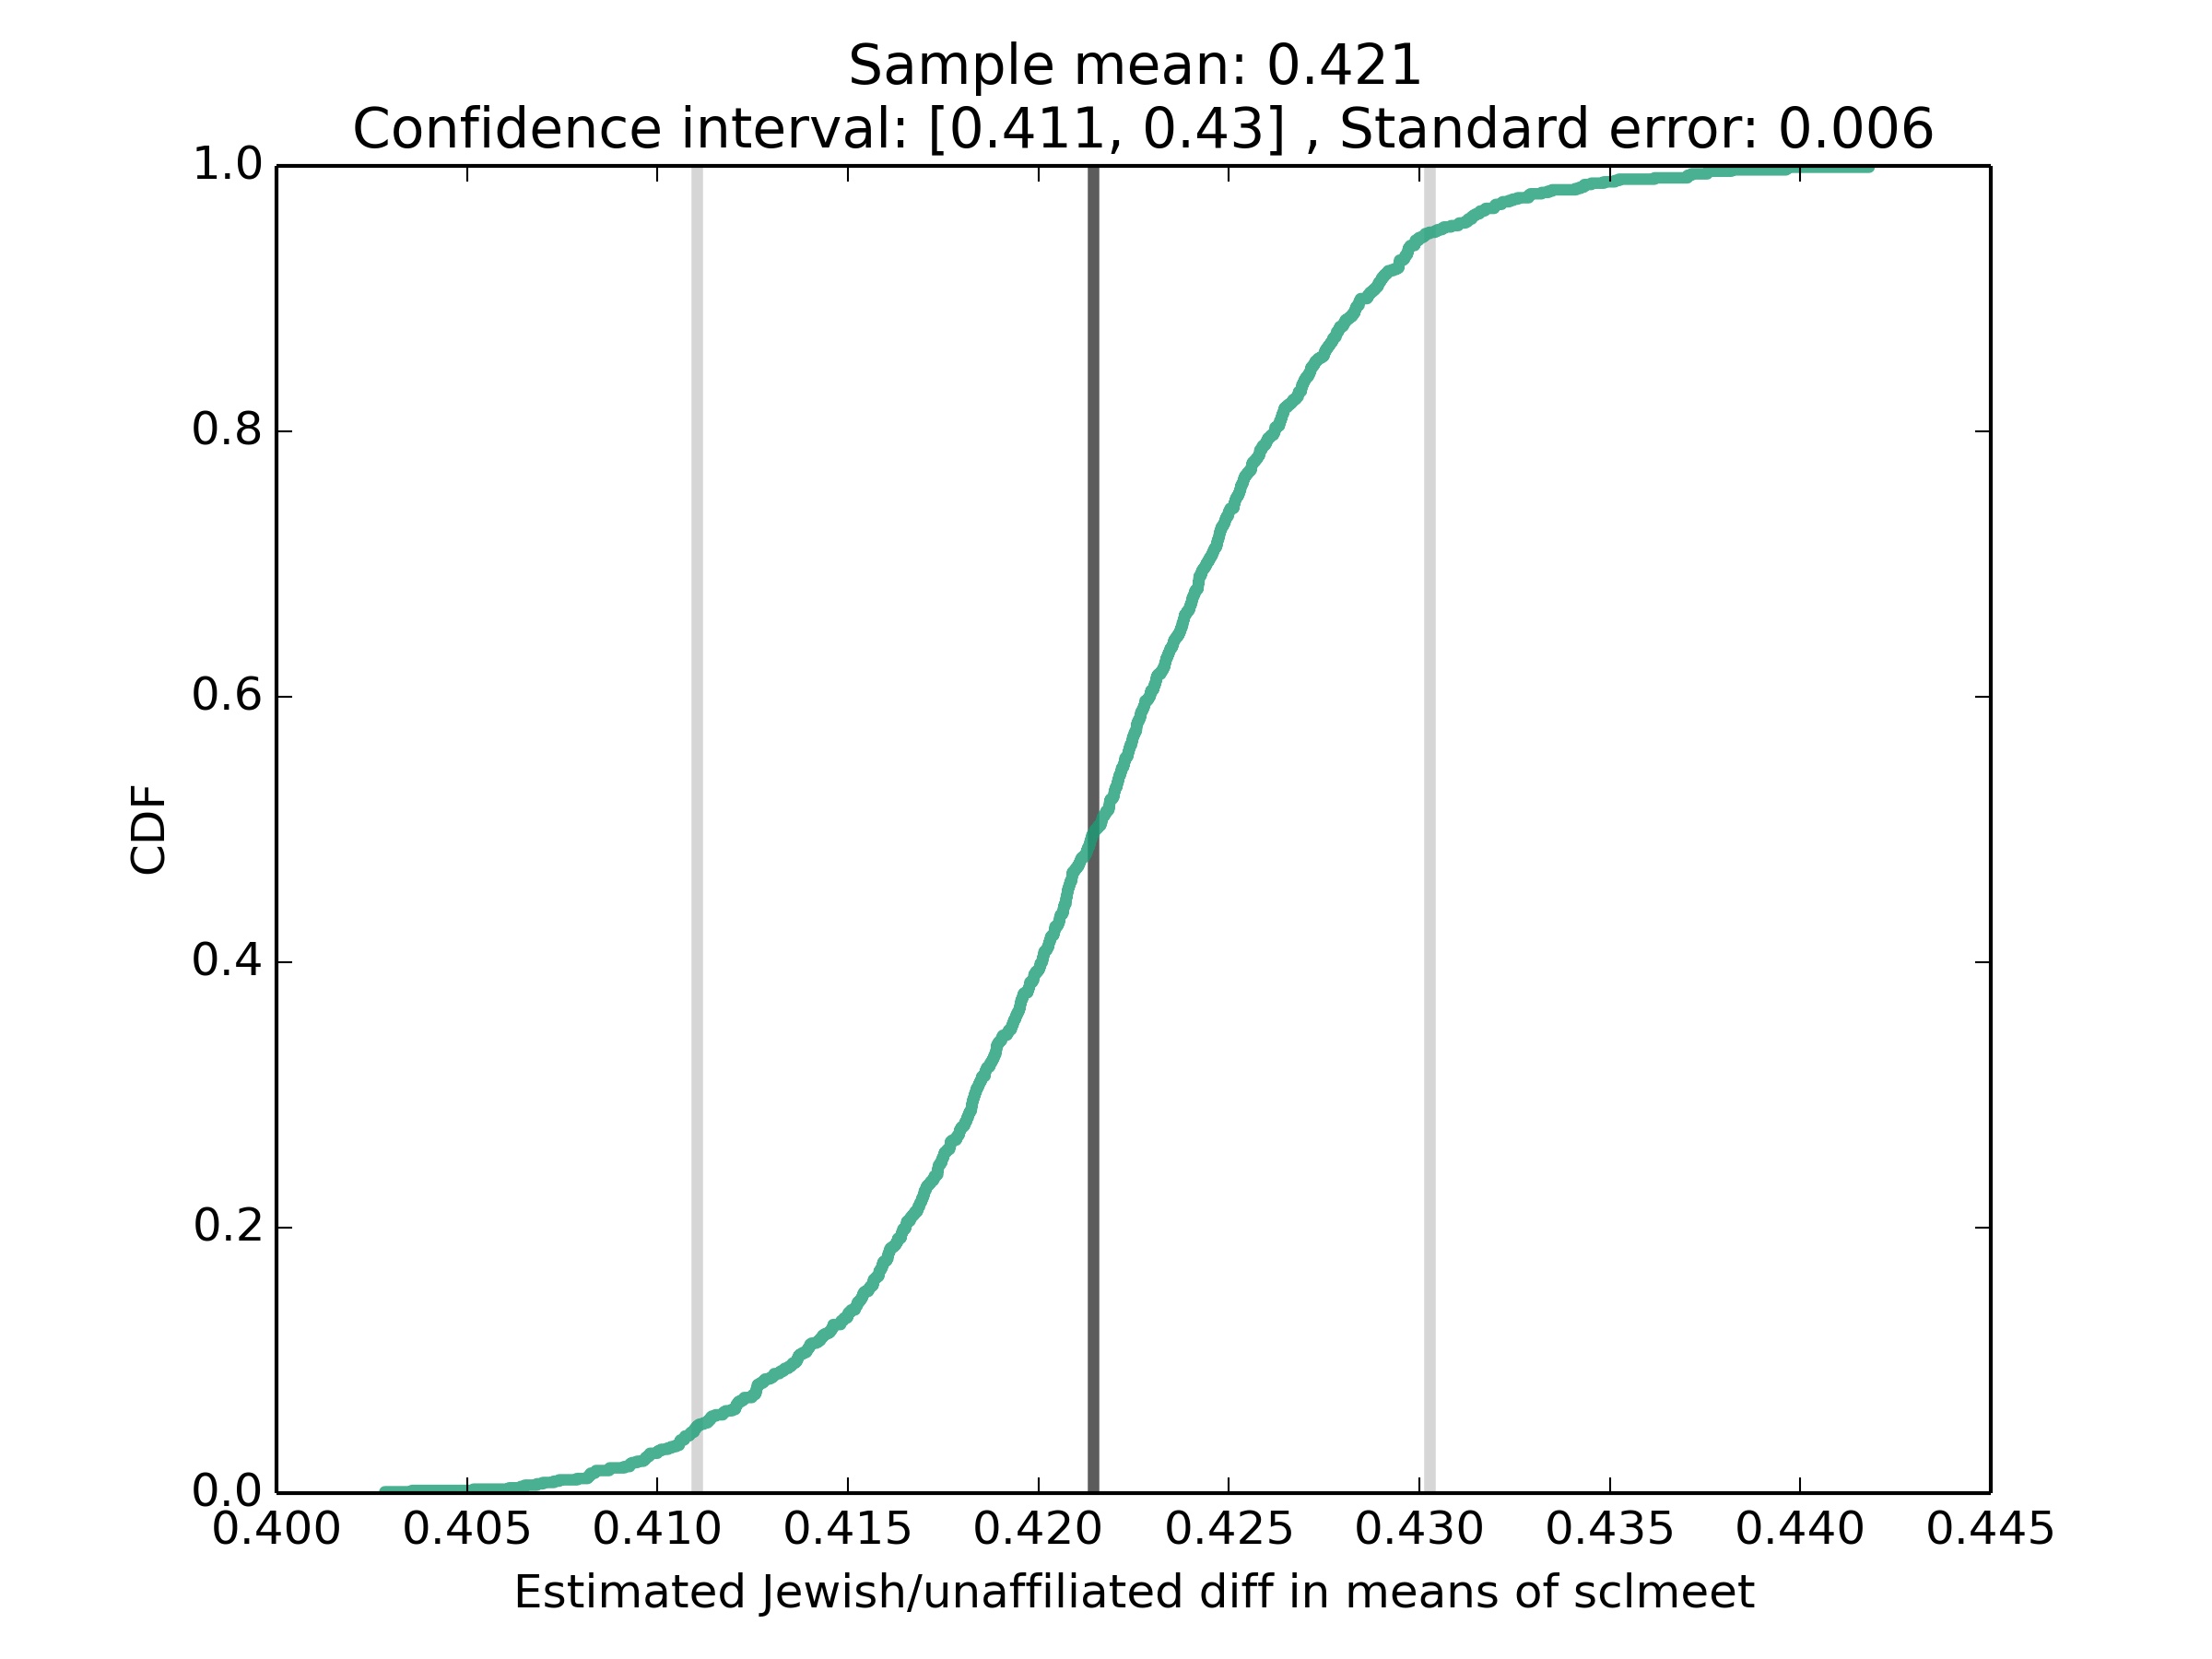 Sample mean: 0.421
Confidence interval: [0.411, 0.43] , Standard error: 0.006
1.0
0.8
0.6
0.4
0.2
0.0
CDF
0.400 0.405 0.410 0.415 0.420 0.425 0.430 0.435 0.440 0.445
Estimated Jewish/unaffiliated diff in means of sclmeet